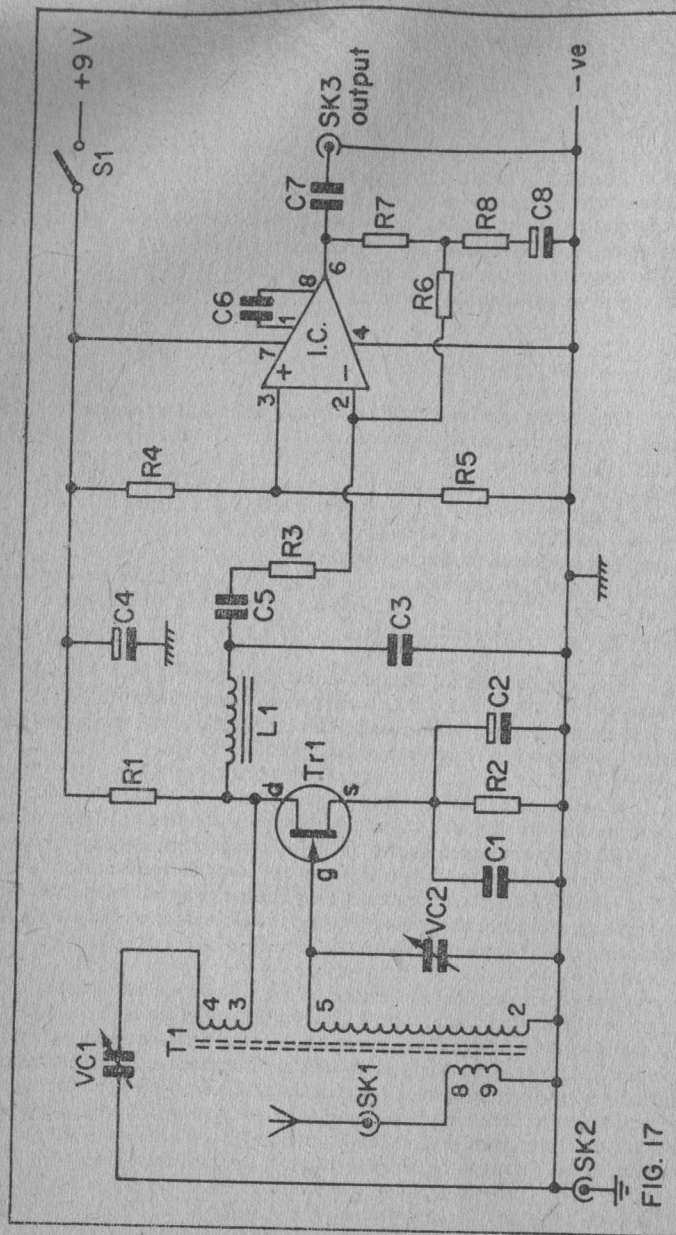 S1
+9 V
R1
C4
R4
VC1
T1
4
3
L1
C5
R3
3
+
7
1
C6
8
I.C.
6
C7
SK3
output
2
−
4
R6
R7
d
Tr1
g
s
5
2
SK1
8
9
VC2
C1
R2
C2
C3
R5
R8
C8
−ve
SK2
FIG. 17